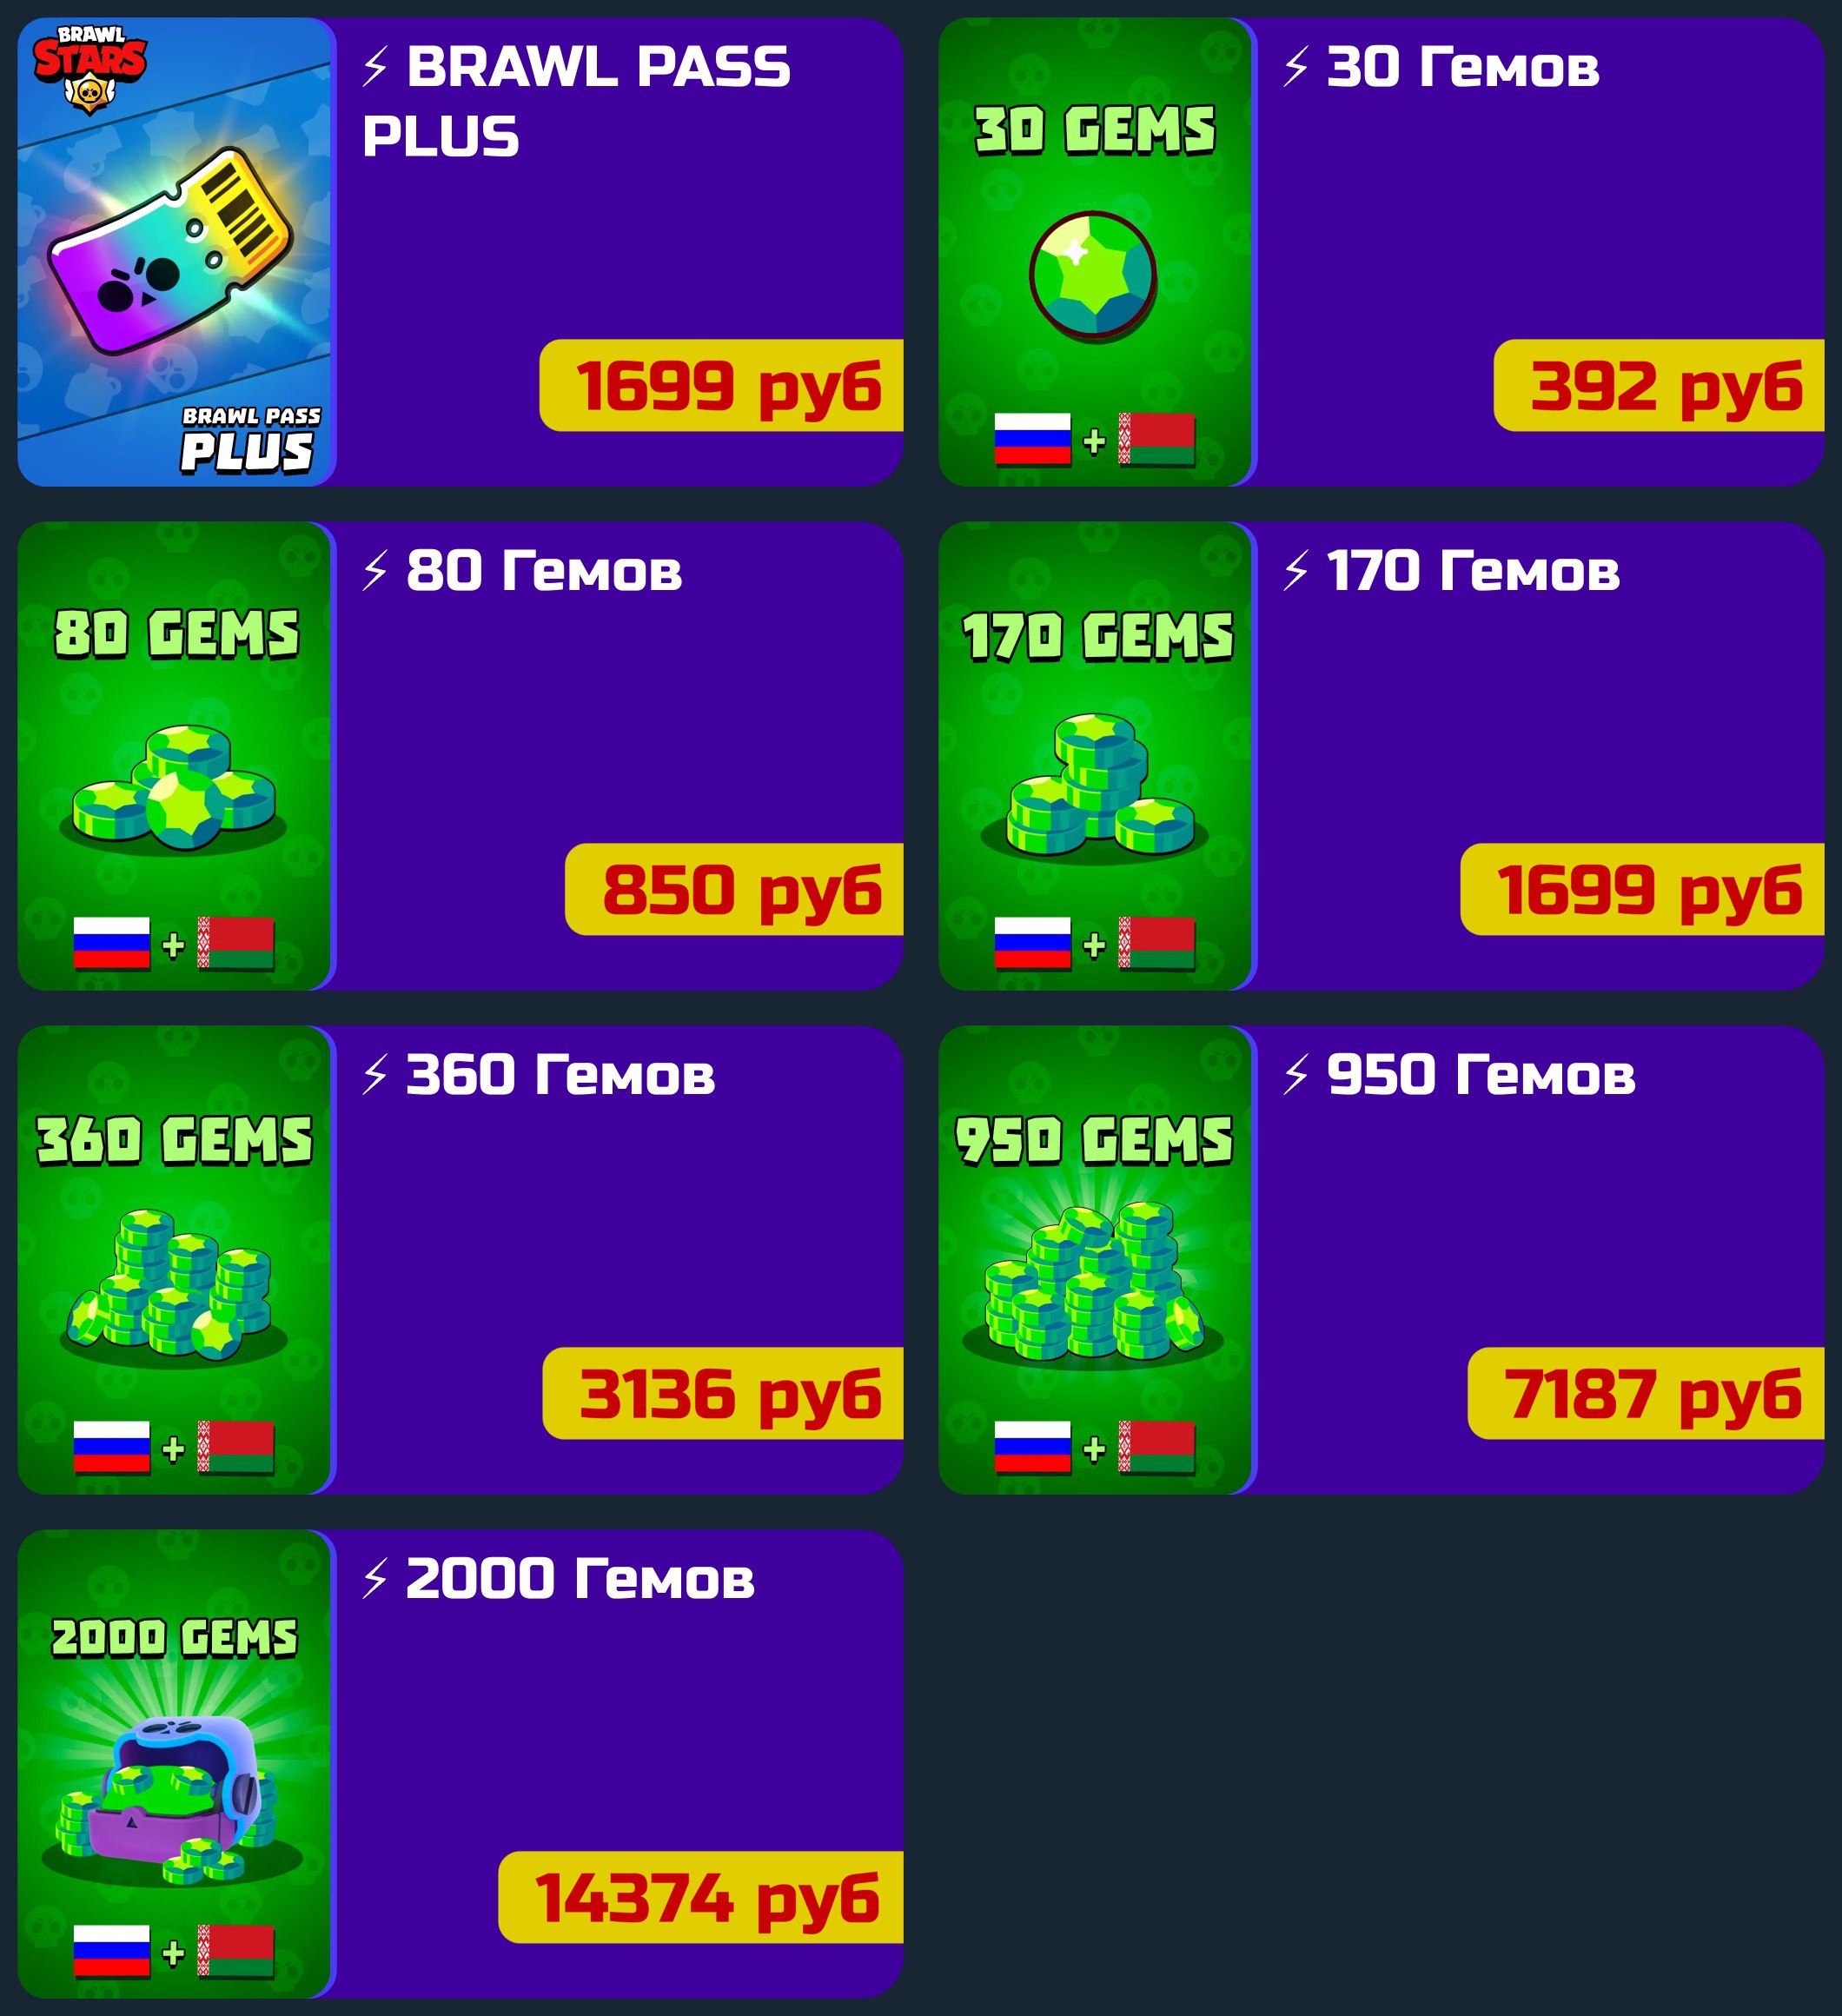 BRAWL
STARS
BRAWL PASS
PLUS
⚡ BRAWL PASS
PLUS
1699 руб
30 GEMS
+
⚡ 30 Гемов
392 руб
80 GEMS
+
⚡ 80 Гемов
850 руб
170 GEMS
+
⚡ 170 Гемов
1699 руб
360 GEMS
+
⚡ 360 Гемов
3136 руб
950 GEMS
+
⚡ 950 Гемов
7187 руб
2000 GEMS
+
⚡ 2000 Гемов
14374 руб